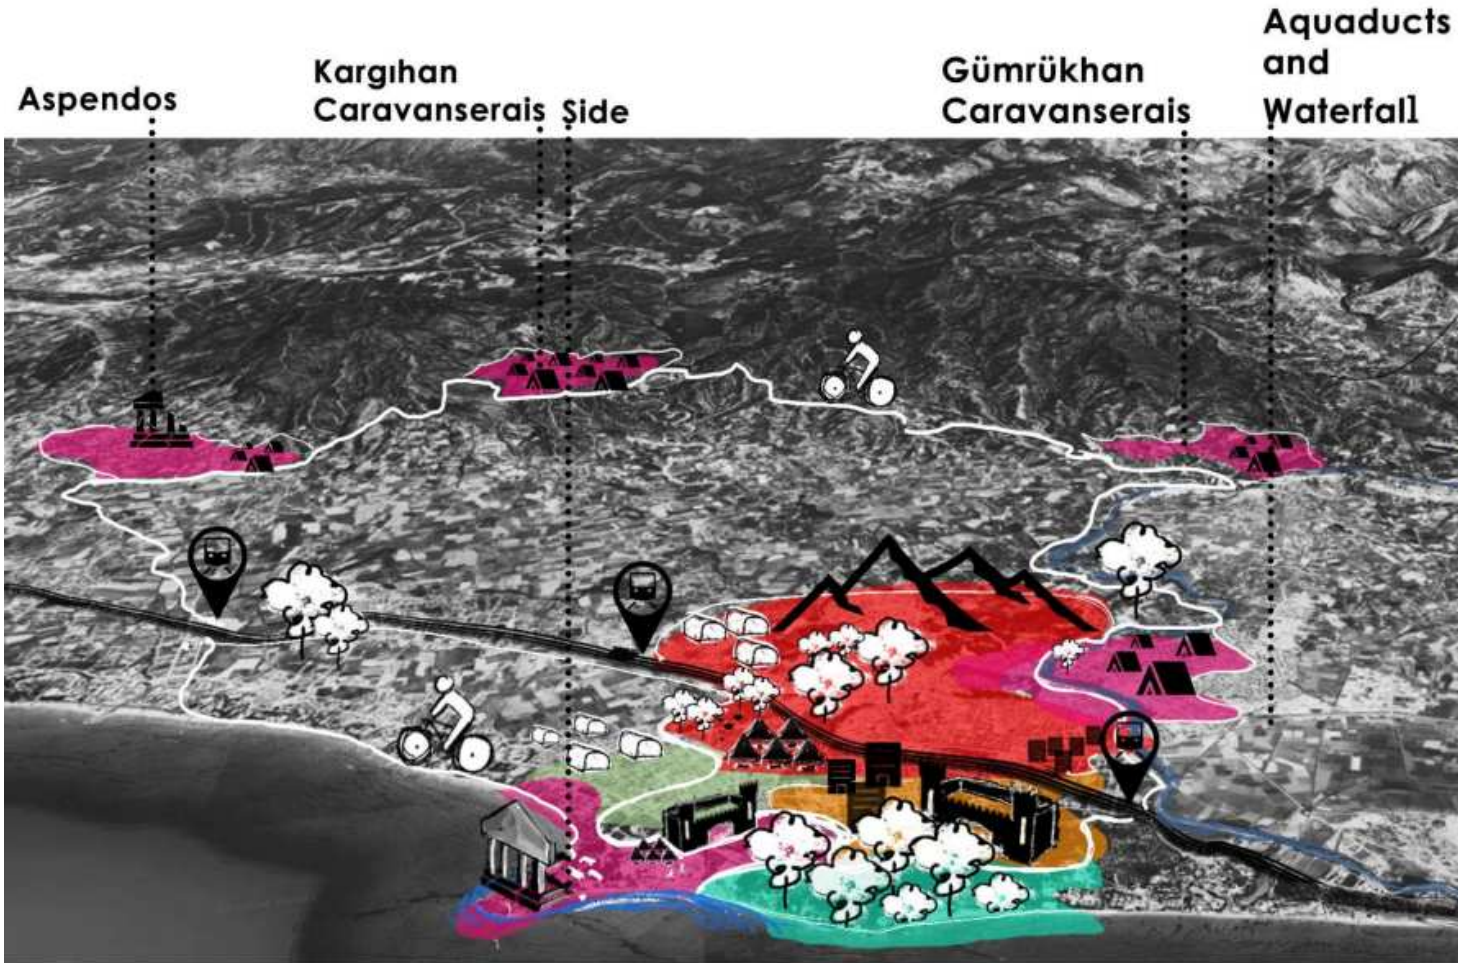 Aspendos
Kargıhan
Caravanserais
Side
Gümrükhan
Caravanserais
Aquaducts
and
Waterfall